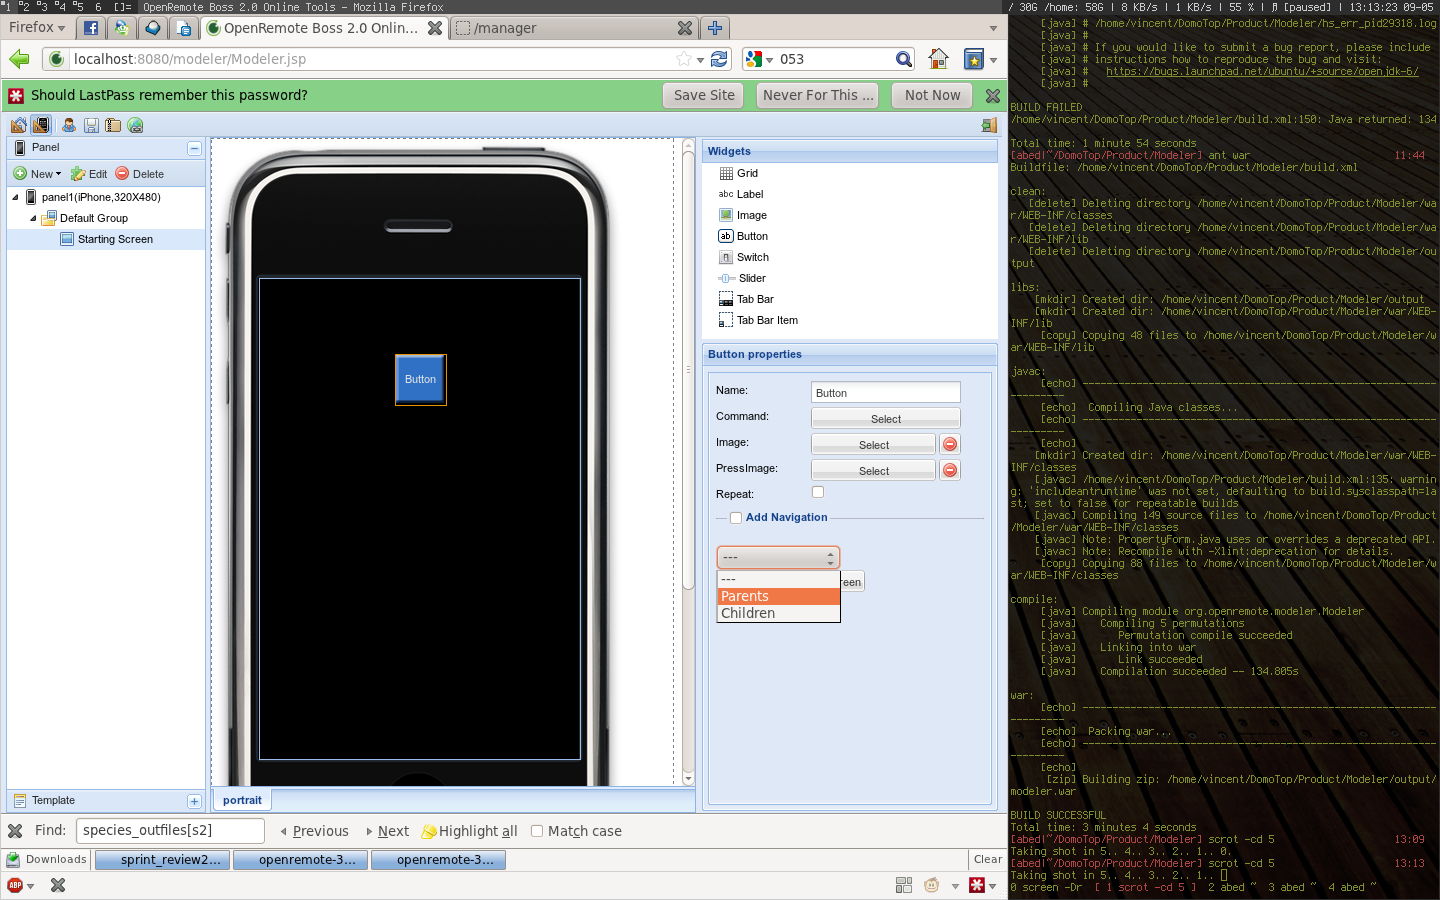 1 2 3 4 5 6 []= OpenRemote Boss 2.0 Online Tools - Mozilla Firefox
/ 30G /home: 58G | 8 KB/s | 1 KB/s | 55 % | [paused] | 13:13:23 09-05
Firefox
OpenRemote Boss 2.0 Onlin...
/manager
localhost:8080/modeler/Modeler.jsp
053
Should LastPass remember this password?
Save Site
Never For This ...
Not Now
Panel
New
Edit
Delete
panel1(iPhone,320X480)
Default Group
Starting Screen
Template
Button
portrait
Widgets
Grid
abc Label
Image
ab Button
Switch
Slider
Tab Bar
Tab Bar Item
Button properties
Name: Button
Command: Select
Image: Select
PressImage: Select
Repeat:
Add Navigation
---
---
Parents
Children
reen
Find: species_outfiles[s2] Previous Next Highlight all Match case
Downloads sprint_review2... openremote-3... openremote-3... Clear
ABP
[java] # /home/vincent/DomoTop/Product/Modeler/hs_err_pid29318.log
[java] #
[java] # If you would like to submit a bug report, please include
[java] # instructions how to reproduce the bug and visit:
[java] #   https://bugs.launchpad.net/ubuntu/+source/openjdk-6/
[java] #
BUILD FAILED
/home/vincent/DomoTop/Product/Modeler/build.xml:150: Java returned: 134
Total time: 1 minute 54 seconds
[abed|~/DomoTop/Product/Modeler] ant war 11:44
Buildfile: /home/vincent/DomoTop/Product/Modeler/build.xml
clean:
[delete] Deleting directory /home/vincent/DomoTop/Product/Modeler/wa
r/WEB-INF/classes
[delete] Deleting directory /home/vincent/DomoTop/Product/Modeler/wa
r/WEB-INF/lib
[delete] Deleting directory /home/vincent/DomoTop/Product/Modeler/ou
tput
libs:
[mkdir] Created dir: /home/vincent/DomoTop/Product/Modeler/output
[mkdir] Created dir: /home/vincent/DomoTop/Product/Modeler/war/WEB-
INF/lib
[copy] Copying 48 files to /home/vincent/DomoTop/Product/Modeler/w
ar/WEB-INF/lib
javac:
[echo] -----------------------------------------------------------
---------
[echo]  Compiling Java classes...
[echo] -----------------------------------------------------------
---------
[echo]
[mkdir] Created dir: /home/vincent/DomoTop/Product/Modeler/war/WEB-
INF/classes
[javac] /home/vincent/DomoTop/Product/Modeler/build.xml:135: warnin
g: 'includeantruntime' was not set, defaulting to build.sysclasspath=la
st; set to false for repeatable builds
[javac] Compiling 149 source files to /home/vincent/DomoTop/Product
/Modeler/war/WEB-INF/classes
[javac] Note: PropertyForm.java uses or overrides a deprecated API.
[javac] Note: Recompile with -Xlint:deprecation for details.
[copy] Copying 88 files to /home/vincent/DomoTop/Product/Modeler/w
ar/WEB-INF/classes
compile:
[java] Compiling module org.openremote.modeler.Modeler
[java]    Compiling 5 permutations
[java]       Permutation compile succeeded
[java]    Linking into war
[java]       Link succeeded
[java]    Compilation succeeded -- 134.805s
war:
[echo] -----------------------------------------------------------
---------
[echo]  Packing war...
[echo] -----------------------------------------------------------
---------
[echo]
[zip] Building zip: /home/vincent/DomoTop/Product/Modeler/output/
modeler.war
BUILD SUCCESSFUL
Total time: 3 minutes 4 seconds
[abed|~/DomoTop/Product/Modeler] scrot -cd 5 13:09
Taking shot in 5.. 4.. 3.. 2.. 1.. 0.
[abed|~/DomoTop/Product/Modeler] scrot -cd 5 13:13
Taking shot in 5.. 4.. 3.. 2.. 1..
0 screen -Dr  [ 1 scrot -cd 5 ]  2 abed ~  3 abed ~  4 abed ~